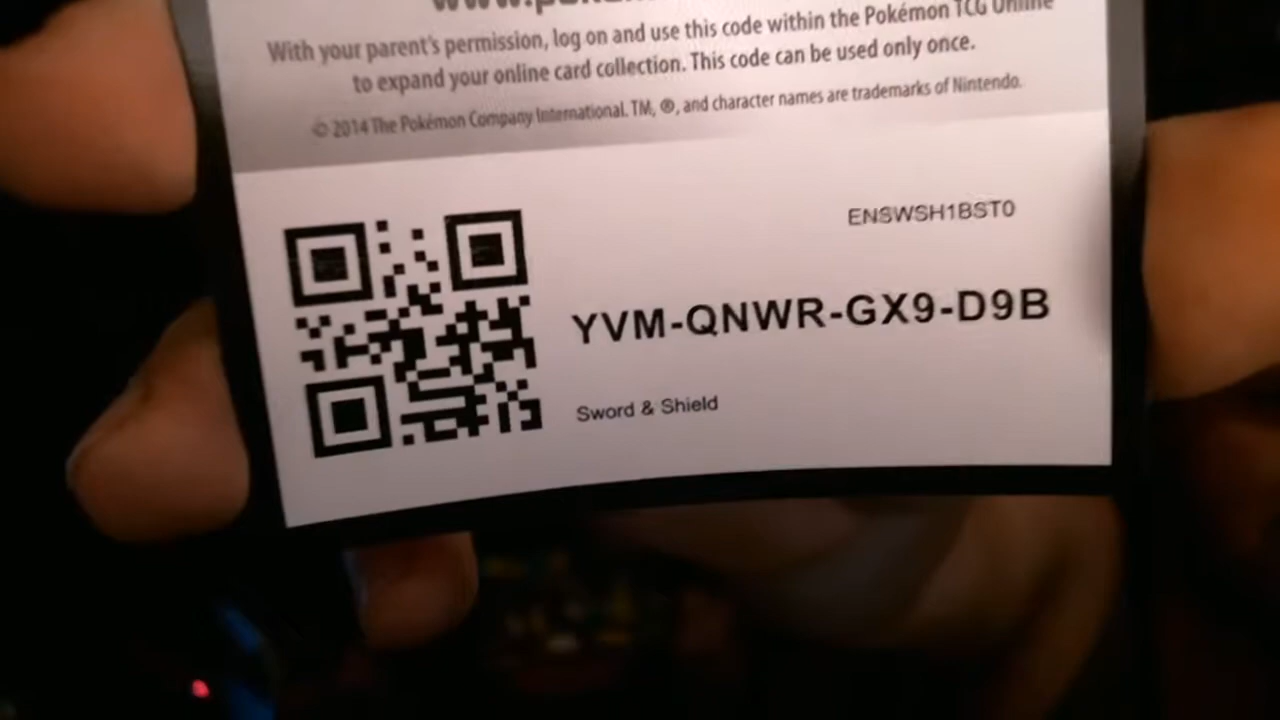 With your parent's permission, log on and use this code within the Pokémon TCG Online
to expand your online card collection. This code can be used only once.
© 2014 The Pokémon Company International. TM, ®, and character names are trademarks of Nintendo.
ENSWSH1BST0
YVM-QNWR-GX9-D9B
Sword & Shield